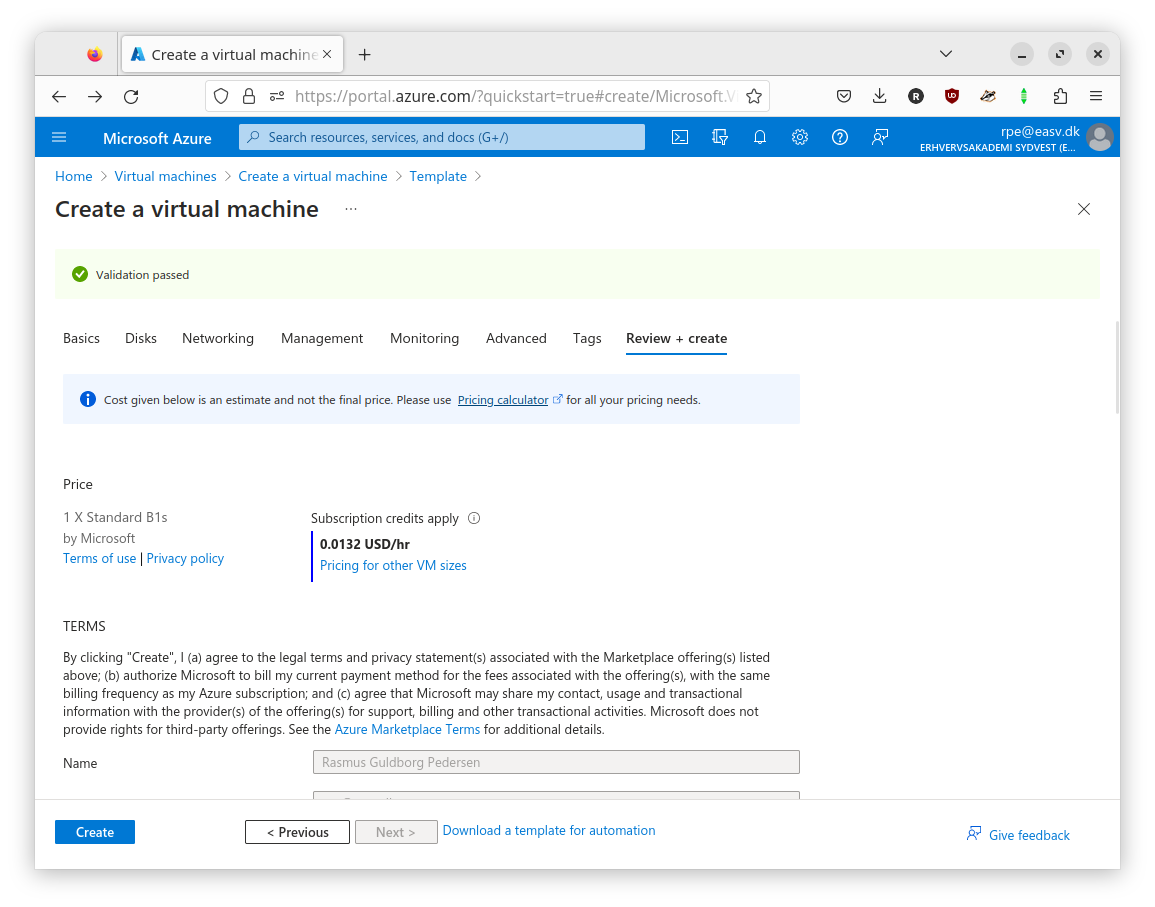 Create a virtual machine
https://portal.azure.com/?quickstart=true#create/Microsoft.V
Microsoft Azure
Search resources, services, and docs (G+/)
rpe@easv.dk
ERHVERVSAKADEMI SYDVEST (E...
Home > Virtual machines > Create a virtual machine > Template >
Create a virtual machine ...
Validation passed
Basics Disks Networking Management Monitoring Advanced Tags Review + create
Cost given below is an estimate and not the final price. Please use Pricing calculator for all your pricing needs.
Price
1 X Standard B1s
by Microsoft
Terms of use | Privacy policy
Subscription credits apply
0.0132 USD/hr
Pricing for other VM sizes
TERMS
By clicking "Create", I (a) agree to the legal terms and privacy statement(s) associated with the Marketplace offering(s) listed
above; (b) authorize Microsoft to bill my current payment method for the fees associated with the offering(s), with the same
billing frequency as my Azure subscription; and (c) agree that Microsoft may share my contact, usage and transactional
information with the provider(s) of the offering(s) for support, billing and other transactional activities. Microsoft does not
provide rights for third-party offerings. See the Azure Marketplace Terms for additional details.
Name
Rasmus Guldborg Pedersen
Create
< Previous
Next >
Download a template for automation
Give feedback